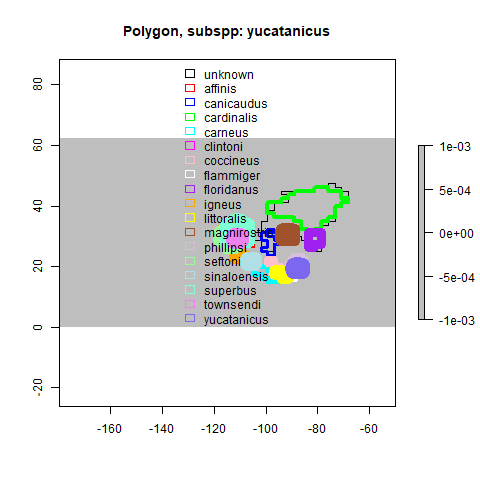 Polygon, subspp: yucatanicus
unknown
affinis
canicaudus
cardinalis
carneus
clintoni
coccineus
flammiger
floridanus
igneus
littoralis
magnirostris
phillipsi
seftoni
sinaloensis
superbus
townsendi
yucatanicus
80
60
40
20
0
-20
-160
-140
-120
-100
-80
-60
1e-03
5e-04
0e+00
-5e-04
-1e-03